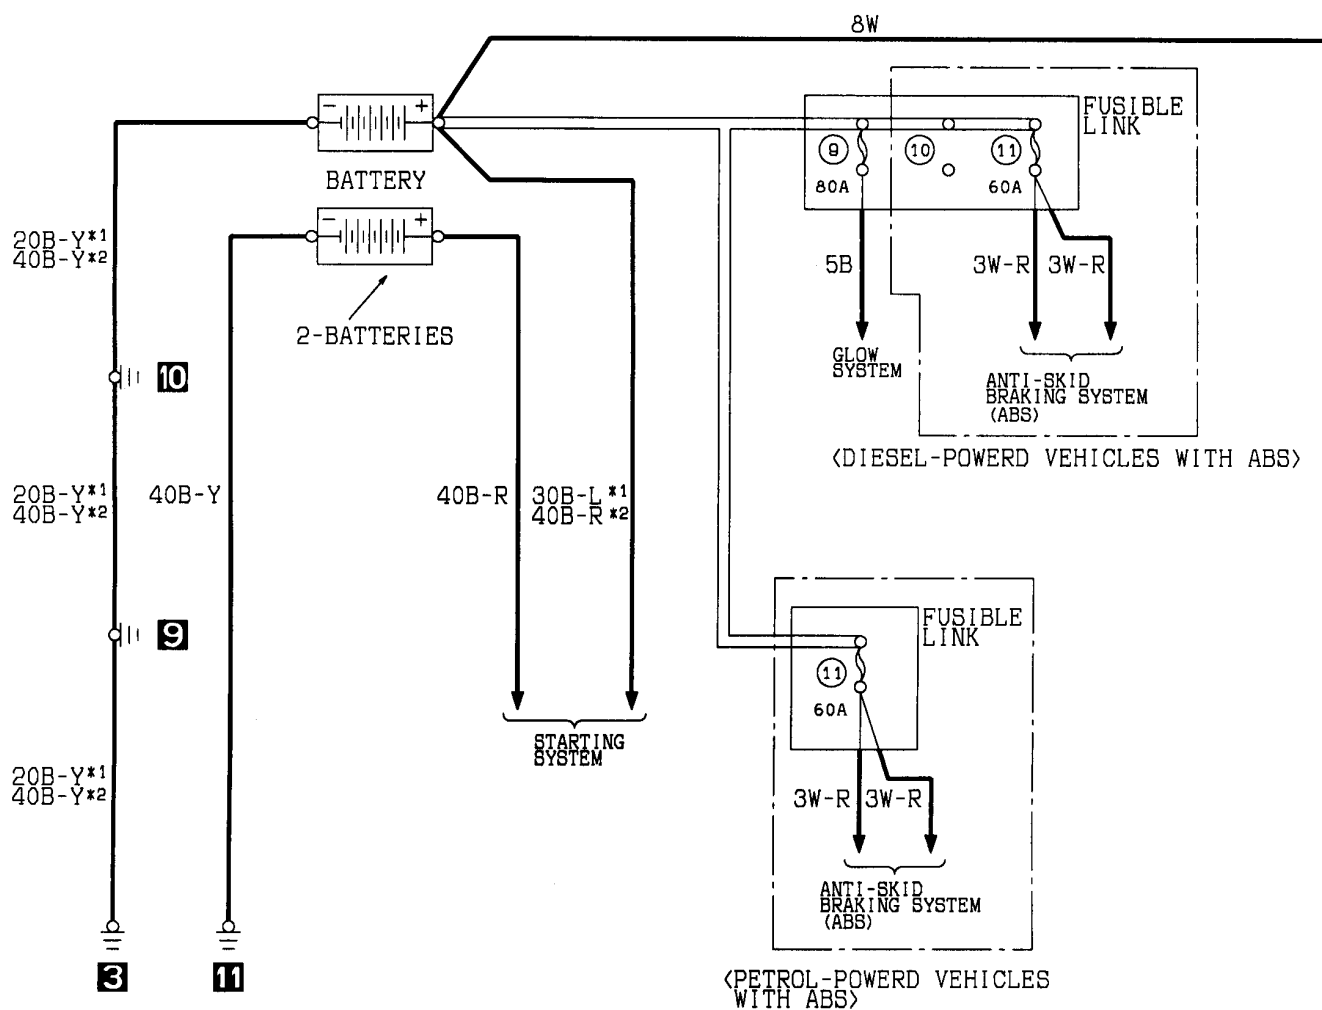 8W
FUSIBLE
LINK
- +
9
10
11
80A
60A
BATTERY
- +
20B-Y*1
40B-Y*2
5B
3W-R
3W-R
2-BATTERIES
GLOW
SYSTEM
ANTI-SKID
BRAKING SYSTEM
(ABS)
10
<DIESEL-POWERD VEHICLES WITH ABS>
20B-Y*1
40B-Y*2
40B-Y
40B-R
30B-L*1
40B-R*2
9
FUSIBLE
LINK
11
60A
STARTING
SYSTEM
20B-Y*1
40B-Y*2
3W-R
3W-R
ANTI-SKID
BRAKING SYSTEM
(ABS)
3
11
<PETROL-POWERD VEHICLES
WITH ABS>